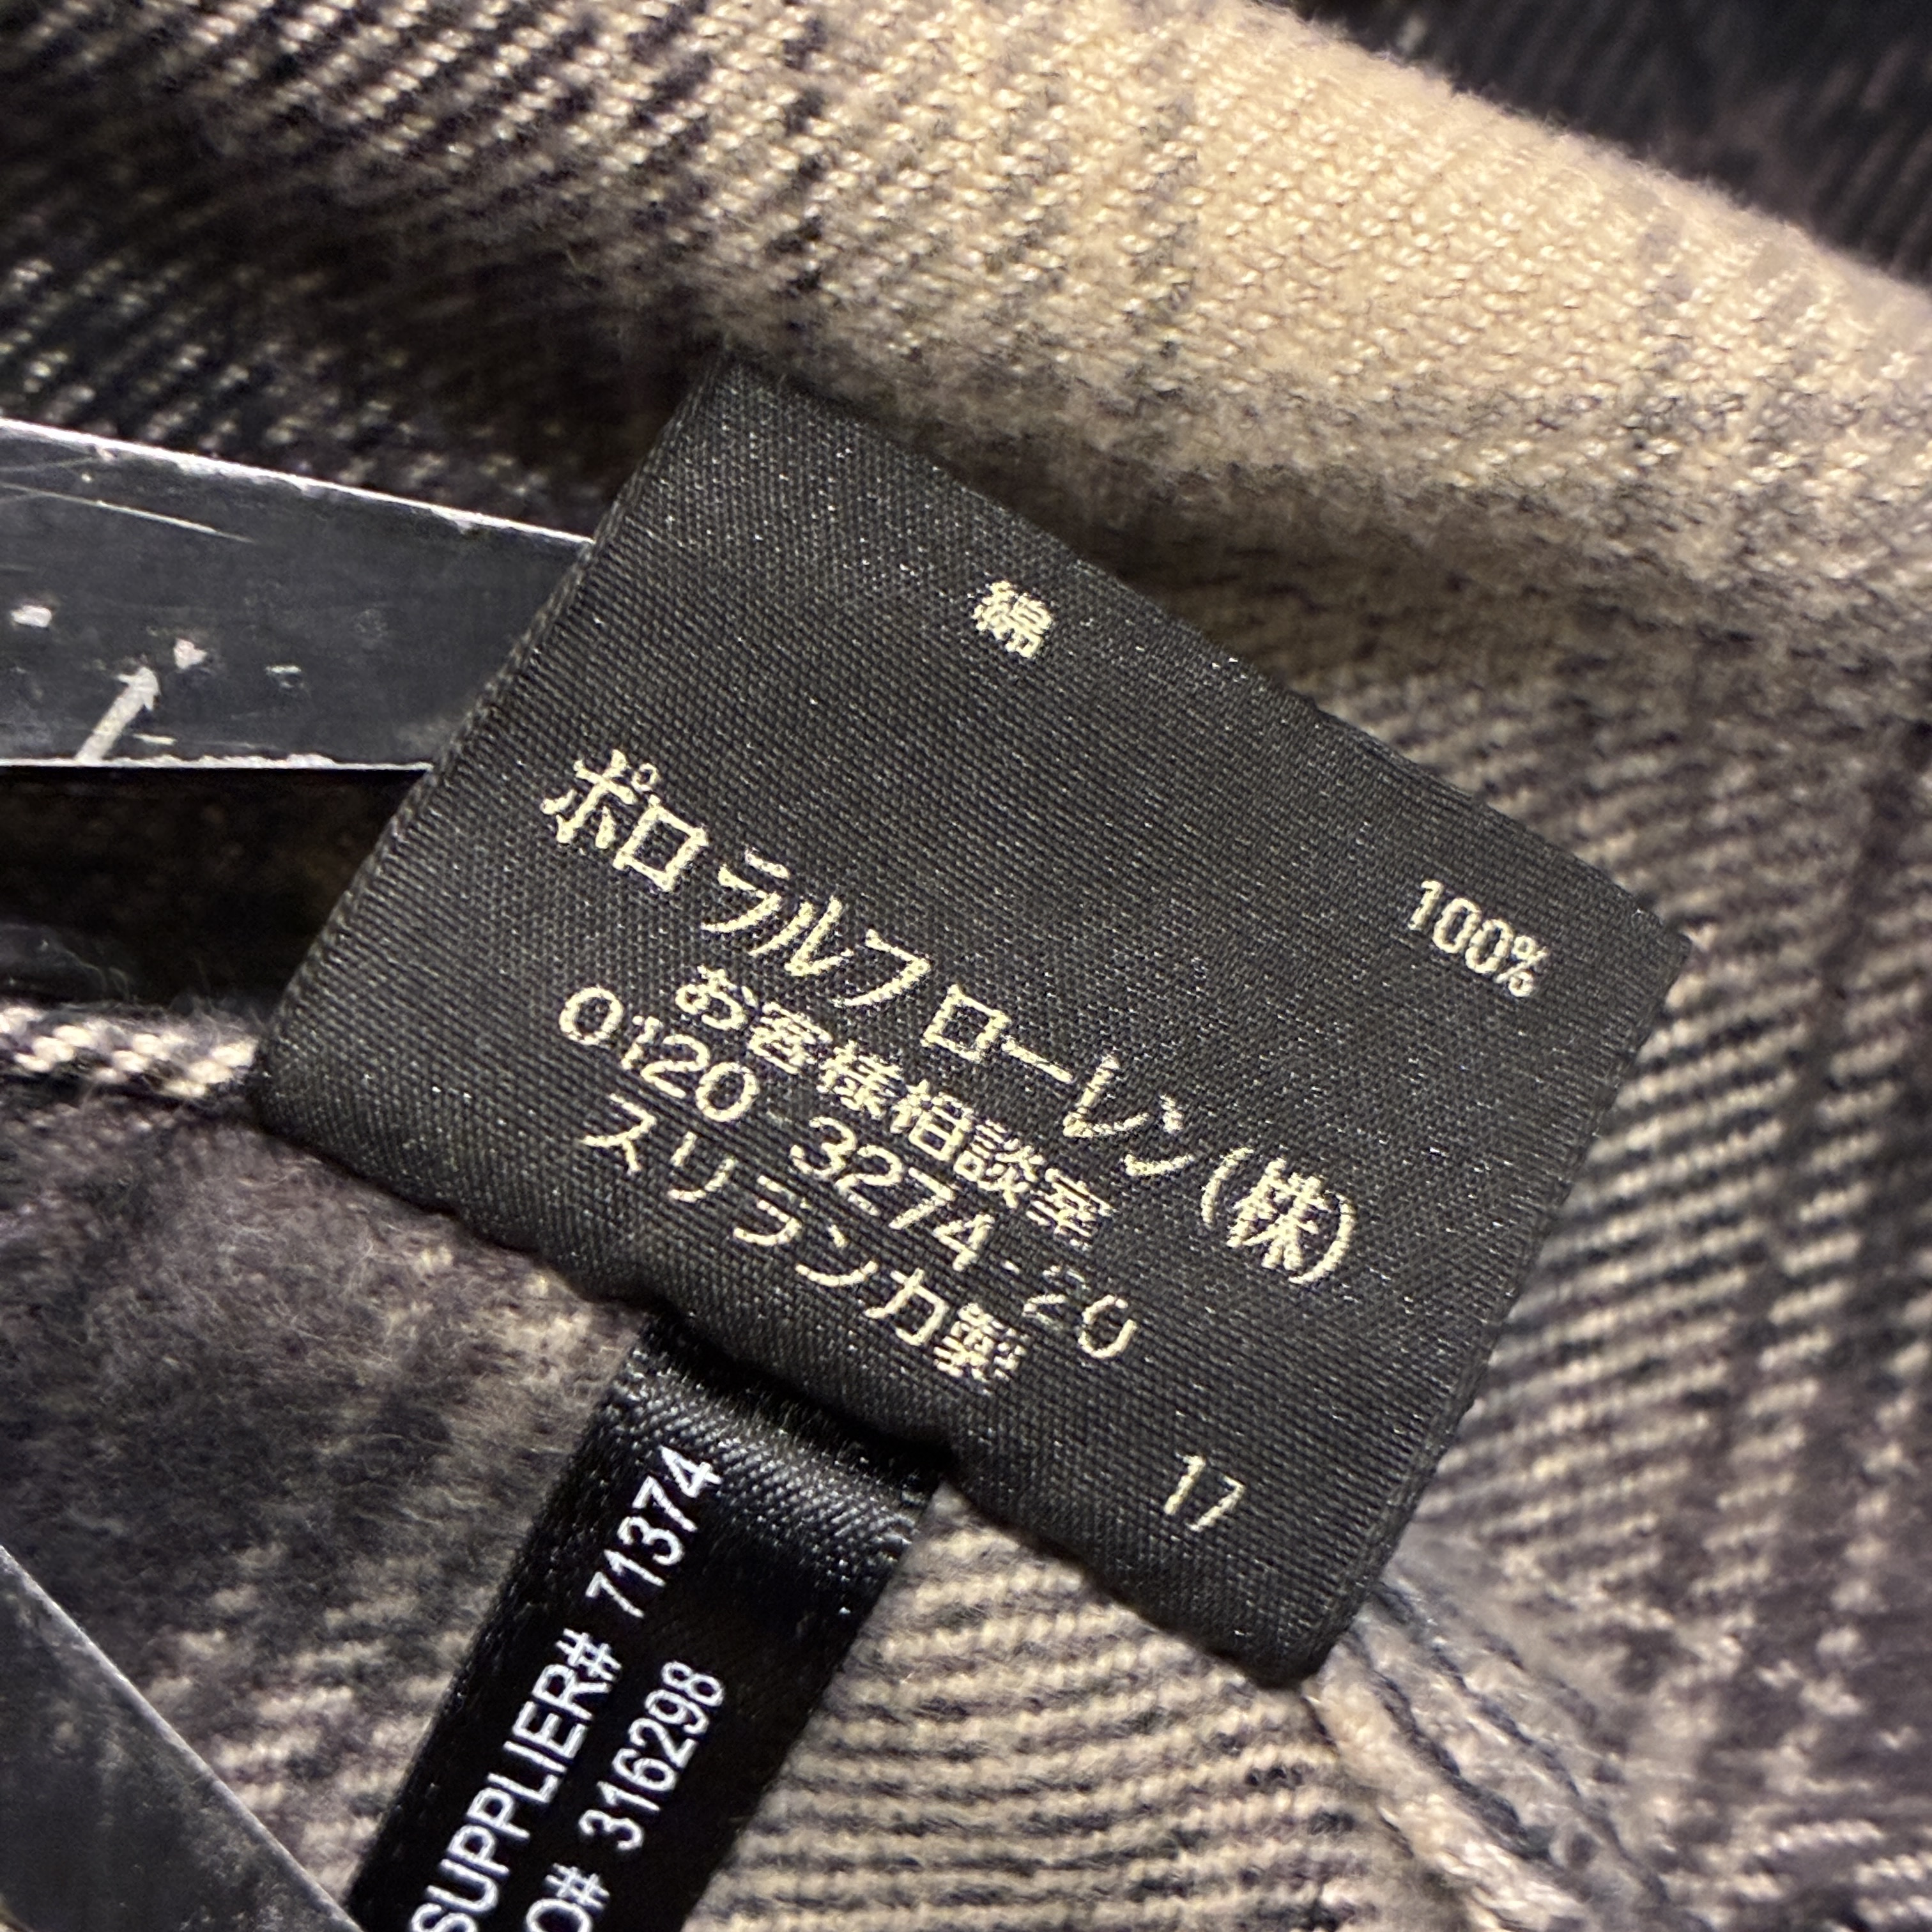 綿 100%
ポロ ラルフ ローレン(株)
お客様相談室
0120-3274-20
スリランカ製
17
SUPPLIER# 71374
O# 316298